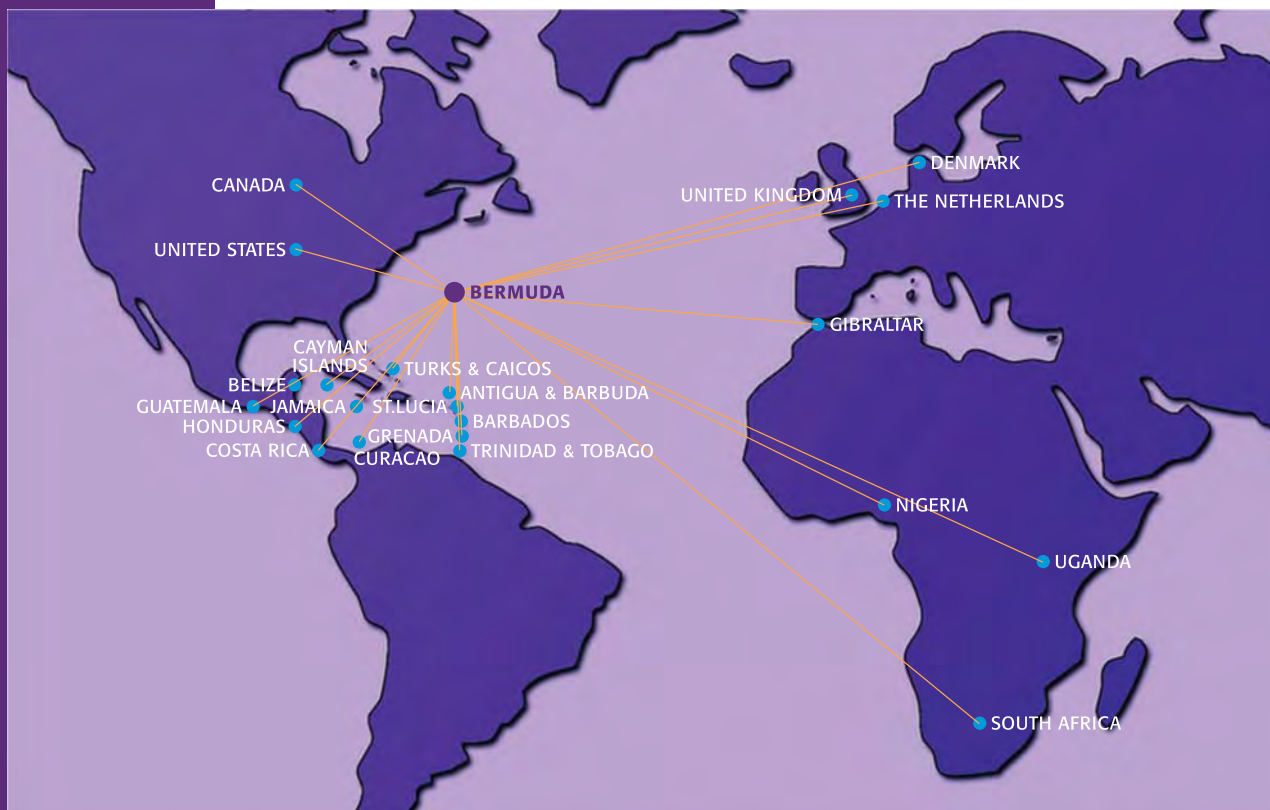 DENMARK
CANADA
UNITED KINGDOM
THE NETHERLANDS
UNITED STATES
BERMUDA
GIBRALTAR
CAYMAN
ISLANDS
TURKS & CAICOS
BELIZE
ANTIGUA & BARBUDA
GUATEMALA
JAMAICA
ST.LUCIA
BARBADOS
HONDURAS
GRENADA
COSTA RICA
CURACAO
TRINIDAD & TOBAGO
NIGERIA
UGANDA
SOUTH AFRICA